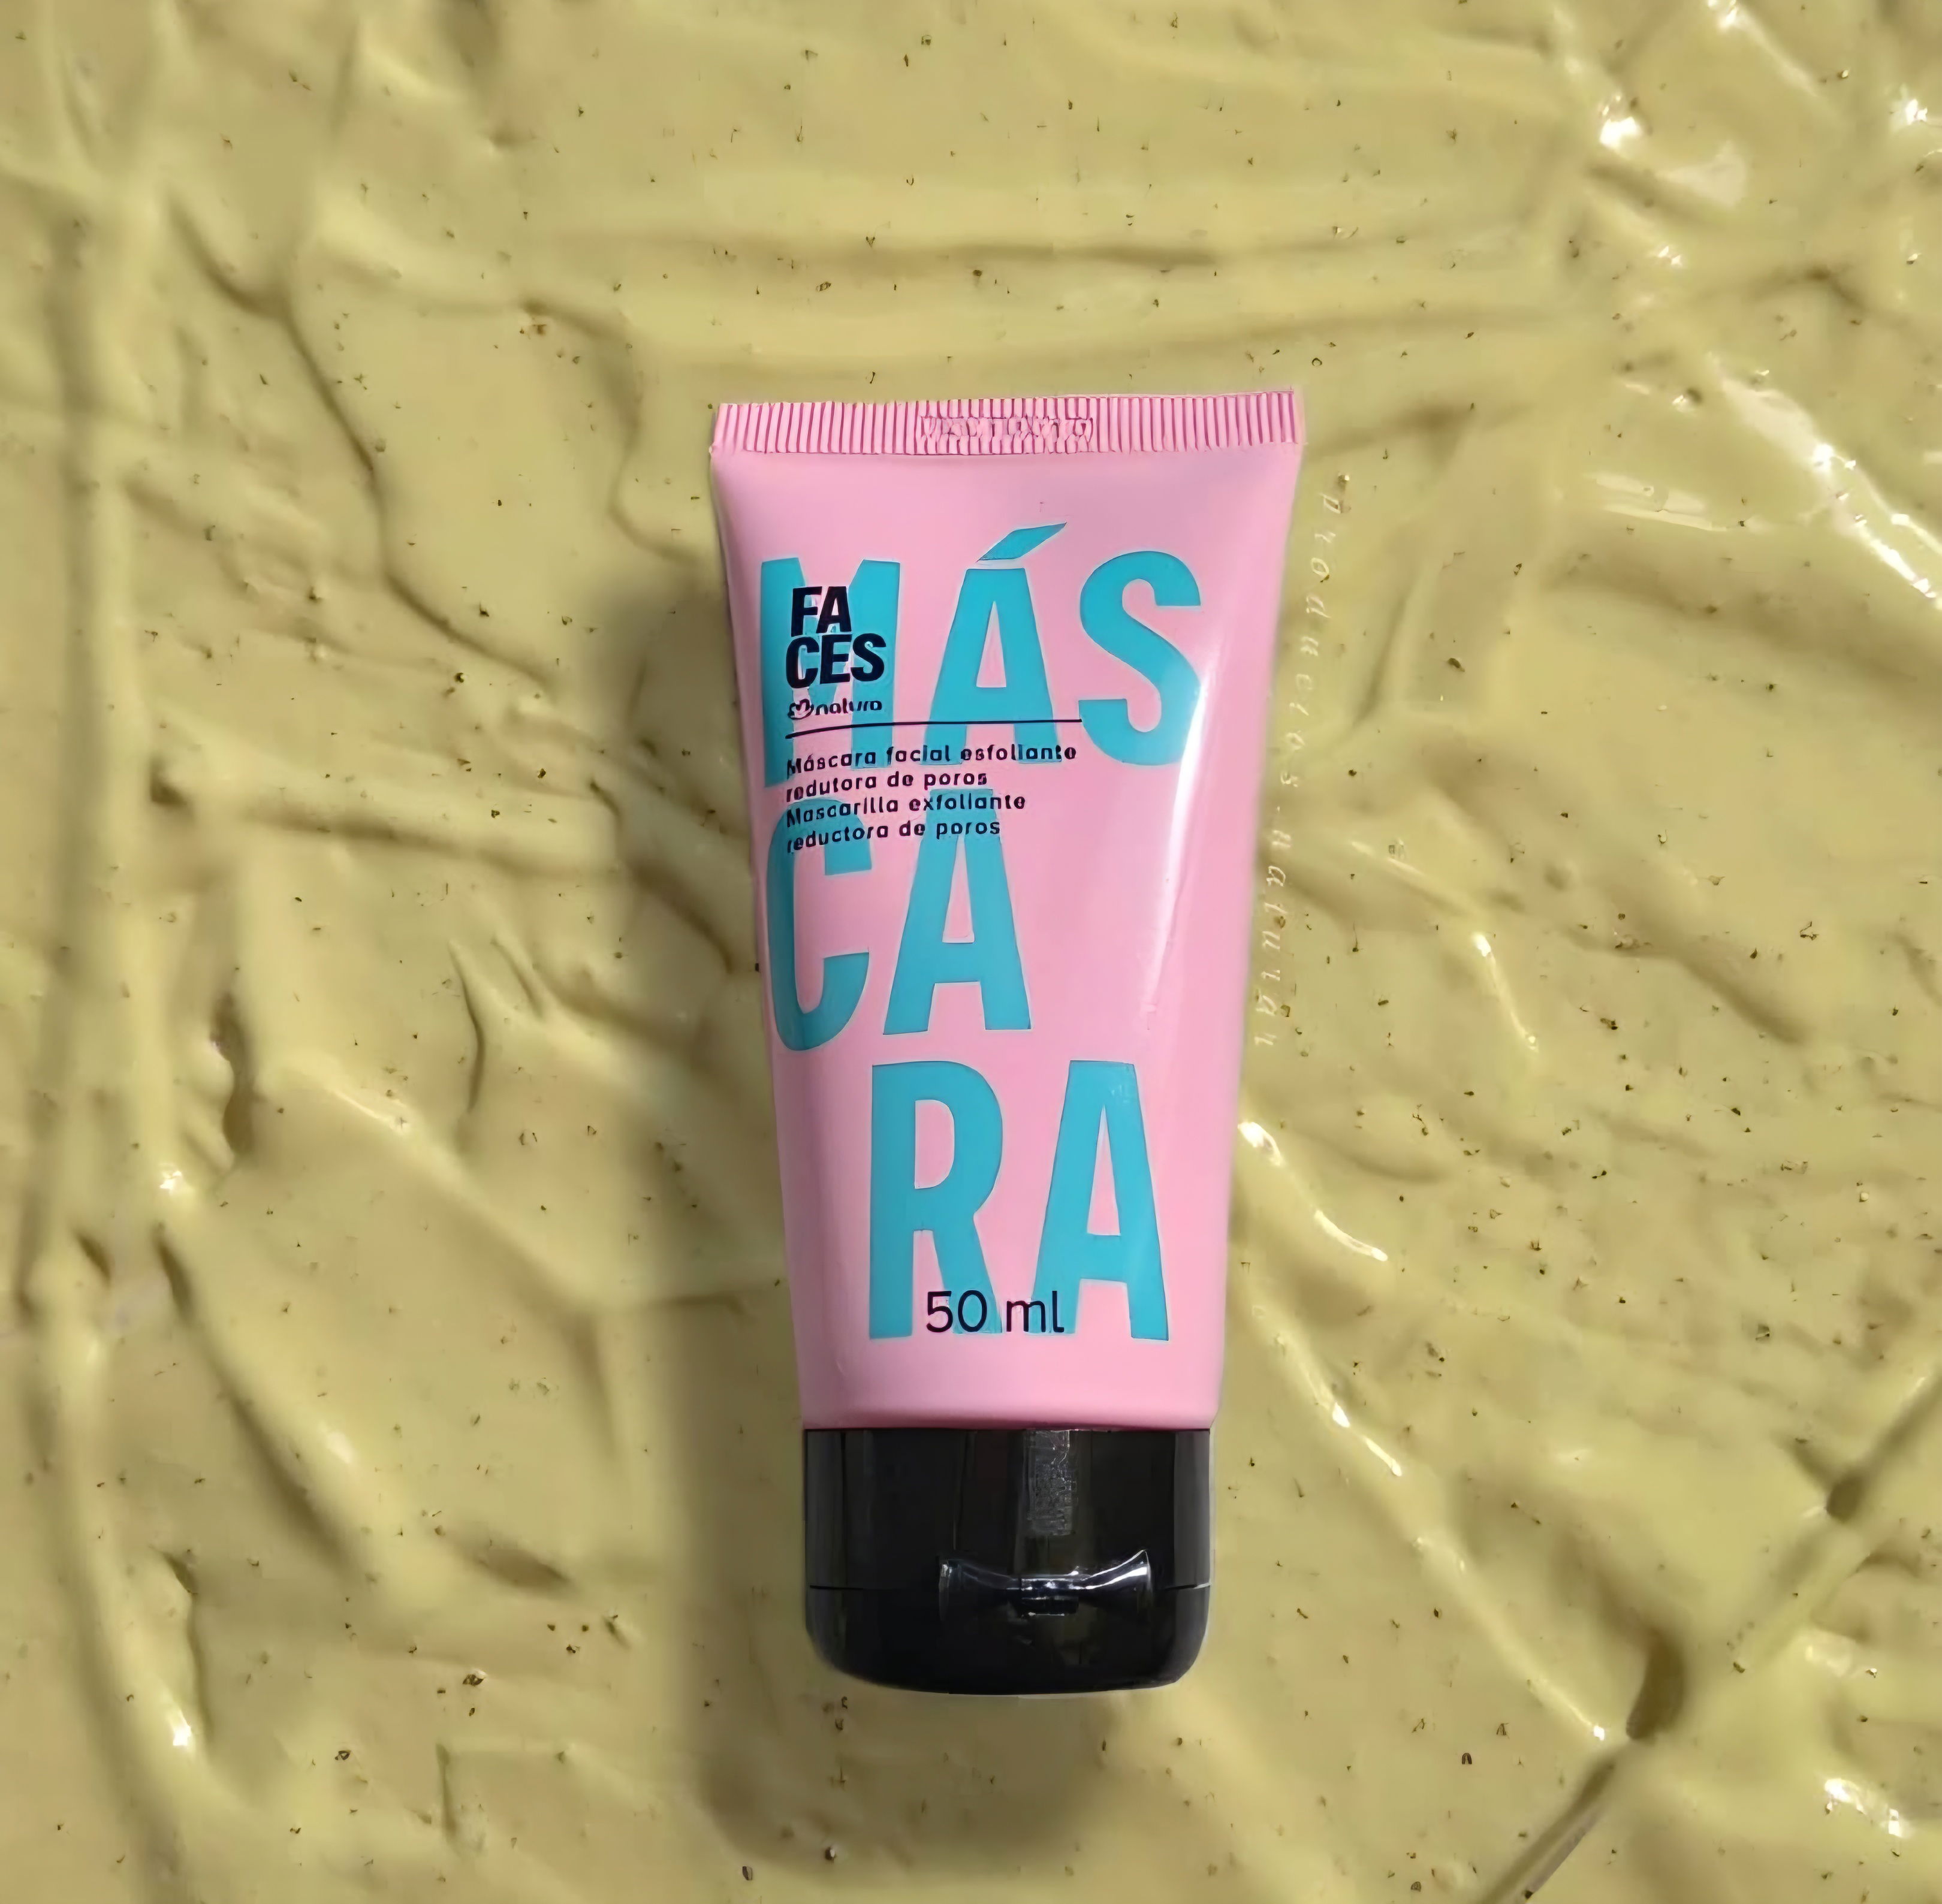 MÁS
FA
CES
natura
Máscara facial esfoliante
redutora de poros
Mascarilla exfoliante
reductora de poros
CA
RA
50 ml